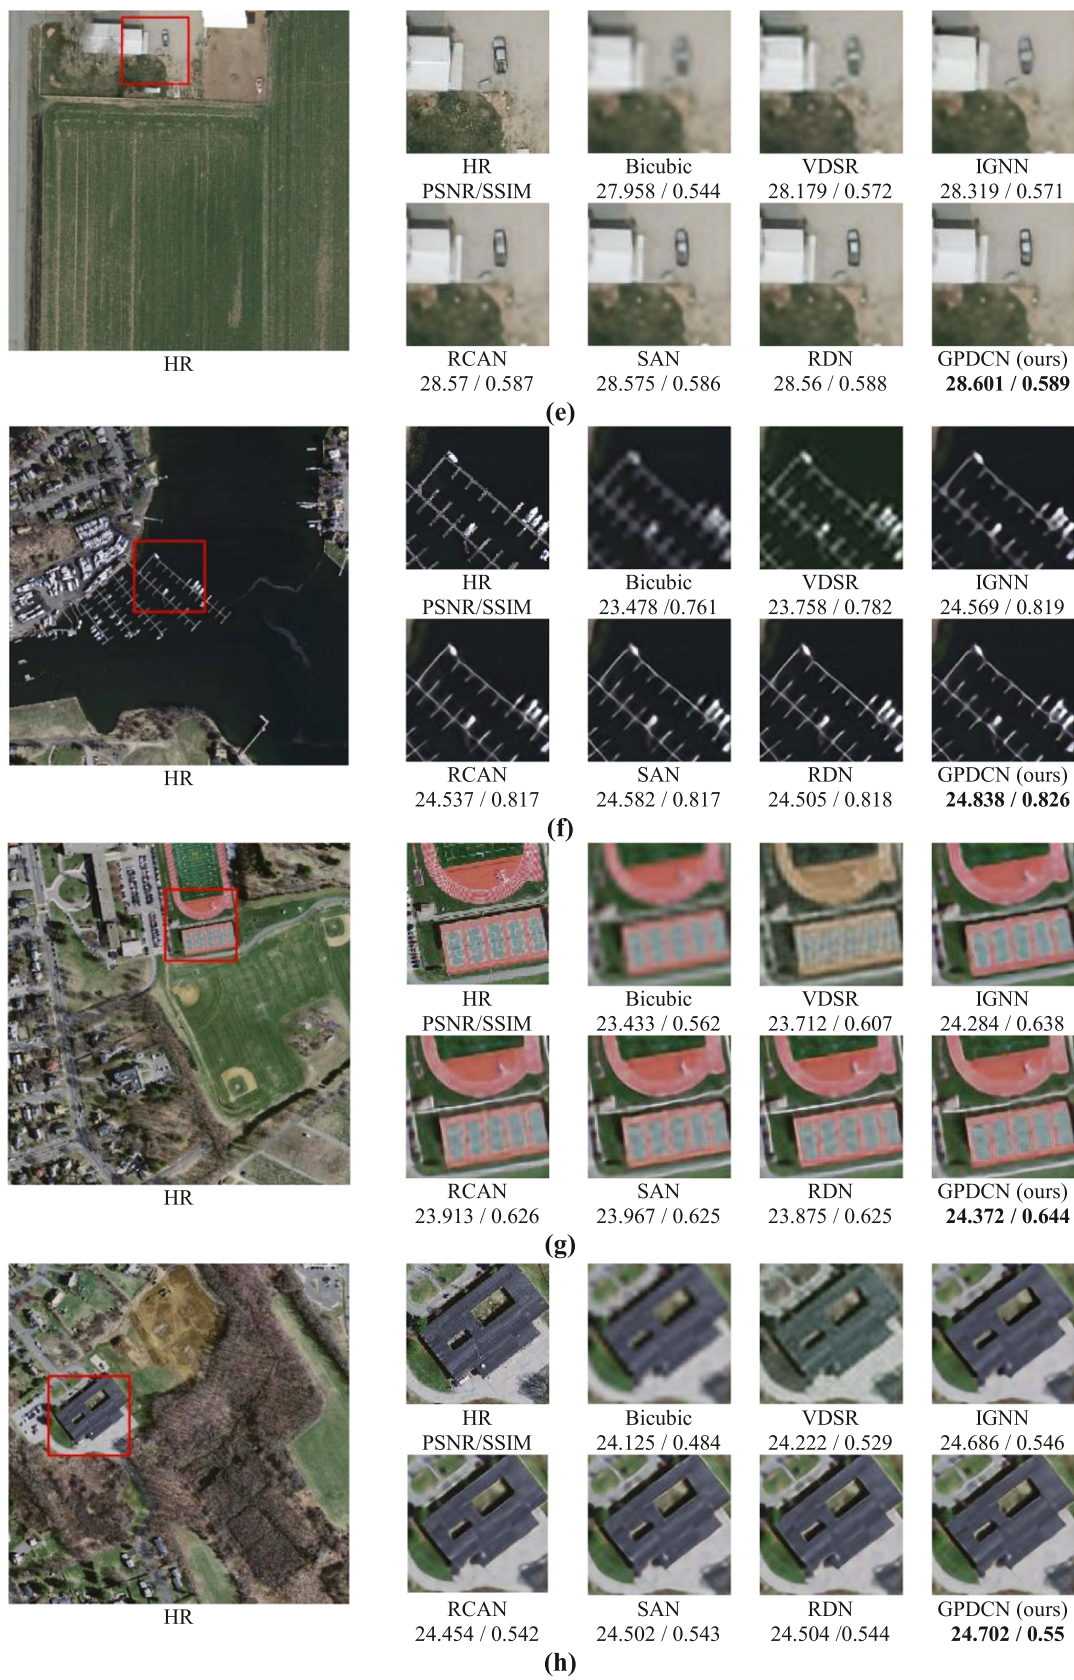 HR Bicubic VDSR IGNN
PSNR/SSIM 27.958 / 0.544 28.179 / 0.572 28.319 / 0.571
HR
RCAN SAN RDN GPDCN (ours)
28.57 / 0.587 28.575 / 0.586 28.56 / 0.588 28.601 / 0.589
(e)
HR Bicubic VDSR IGNN
PSNR/SSIM 23.478 /0.761 23.758 / 0.782 24.569 / 0.819
HR
RCAN SAN RDN GPDCN (ours)
24.537 / 0.817 24.582 / 0.817 24.505 / 0.818 24.838 / 0.826
(f)
HR Bicubic VDSR IGNN
PSNR/SSIM 23.433 / 0.562 23.712 / 0.607 24.284 / 0.638
HR
RCAN SAN RDN GPDCN (ours)
23.913 / 0.626 23.967 / 0.625 23.875 / 0.625 24.372 / 0.644
(g)
HR Bicubic VDSR IGNN
PSNR/SSIM 24.125 / 0.484 24.222 / 0.529 24.686 / 0.546
HR
RCAN SAN RDN GPDCN (ours)
24.454 / 0.542 24.502 / 0.543 24.504 /0.544 24.702 / 0.55
(h)